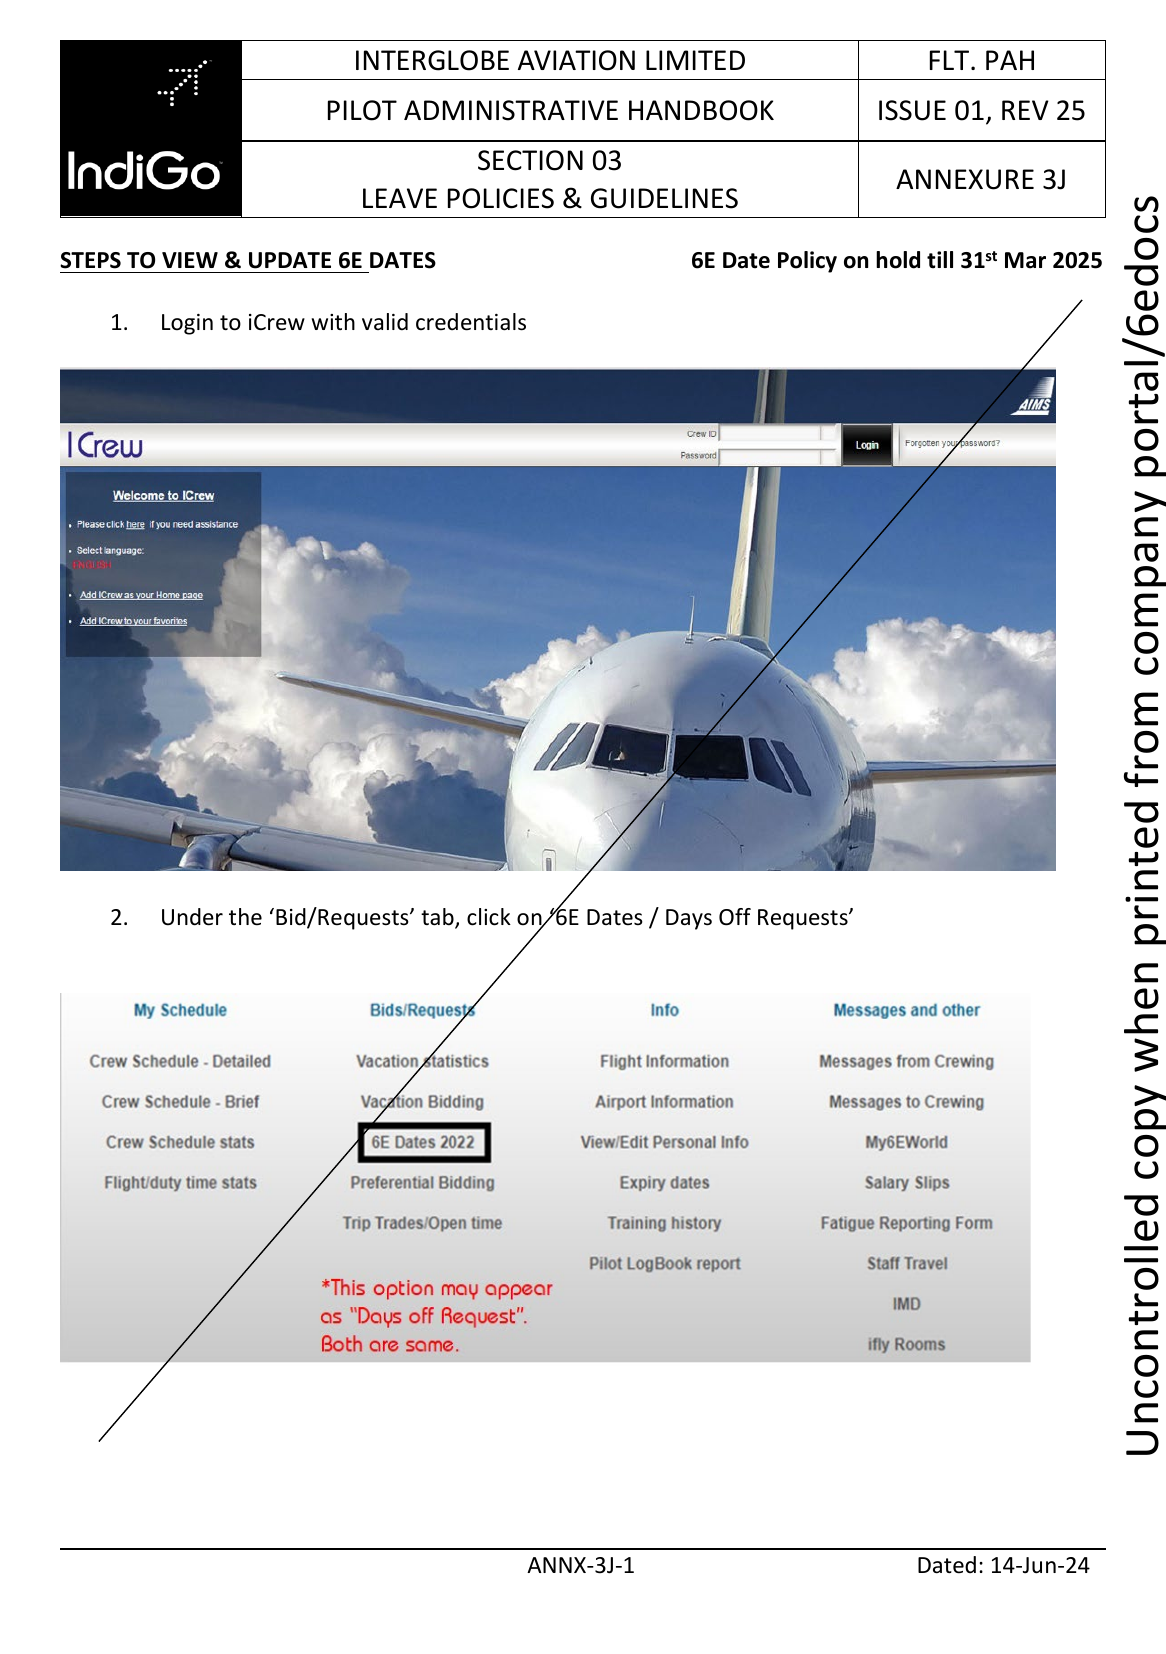 IndiGo
INTERGLOBE AVIATION LIMITED
FLT. PAH
PILOT ADMINISTRATIVE HANDBOOK
ISSUE 01, REV 25
SECTION 03
LEAVE POLICIES & GUIDELINES
ANNEXURE 3J
STEPS TO VIEW & UPDATE 6E DATES
6E Date Policy on hold till 31st Mar 2025
1. Login to iCrew with valid credentials
AIMS
I Crew
Crew ID
Password
Login
Forgotten your password?
Welcome to ICrew
• Please click here if you need assistance
• Select language:
ENGLISH
• Add ICrew as your Home page
• Add ICrew to your favorites
2. Under the ‘Bid/Requests’ tab, click on ‘6E Dates / Days Off Requests’
My Schedule
Crew Schedule - Detailed
Crew Schedule - Brief
Crew Schedule stats
Flight/duty time stats
Bids/Requests
Vacation statistics
Vacation Bidding
6E Dates 2022
Preferential Bidding
Trip Trades/Open time
*This option may appear
as “Days off Request”.
Both are same.
Info
Flight Information
Airport Information
View/Edit Personal Info
Expiry dates
Training history
Pilot LogBook report
Messages and other
Messages from Crewing
Messages to Crewing
My6EWorld
Salary Slips
Fatigue Reporting Form
Staff Travel
IMD
ifly Rooms
ANNX-3J-1
Dated: 14-Jun-24
Uncontrolled copy when printed from company portal/6edocs